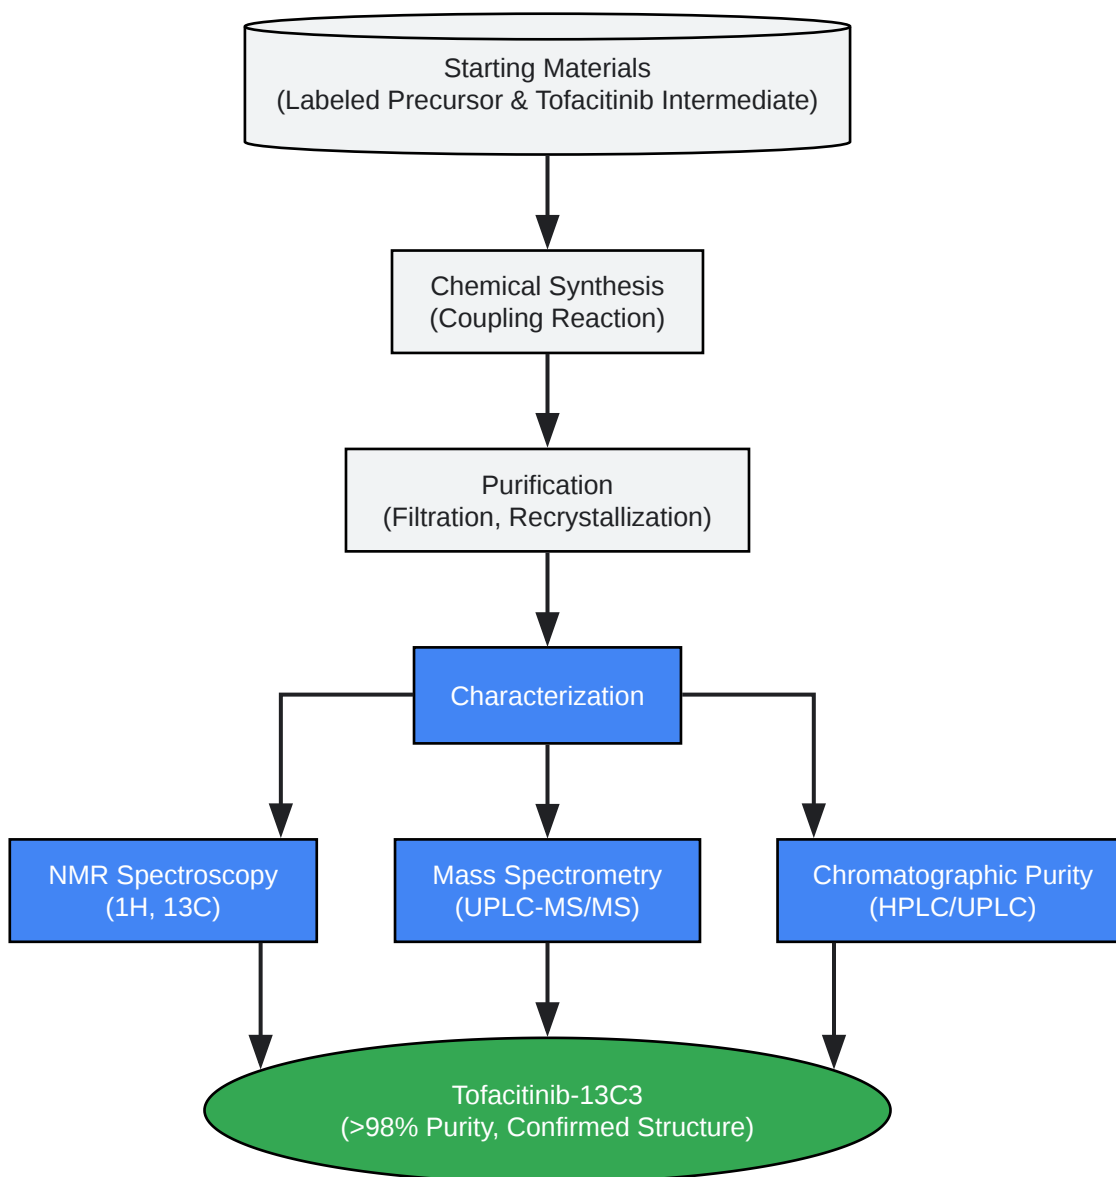 Starting Materials
(Labeled Precursor & Tofacitinib Intermediate)
Chemical Synthesis
(Coupling Reaction)
Purification
(Filtration, Recrystallization)
Characterization
NMR Spectroscopy
(1H, 13C)
Mass Spectrometry
(UPLC-MS/MS)
Chromatographic Purity
(HPLC/UPLC)
Tofacitinib-13C3
(>98% Purity, Confirmed Structure)